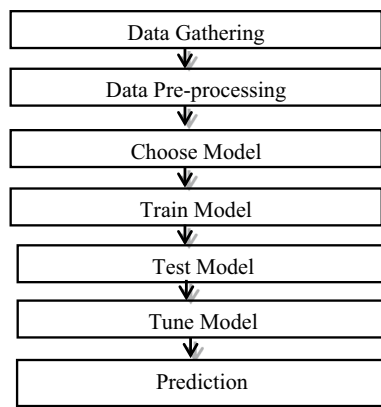 Data Gathering
Data Pre-processing
Choose Model
Train Model
Test Model
Tune Model
Prediction